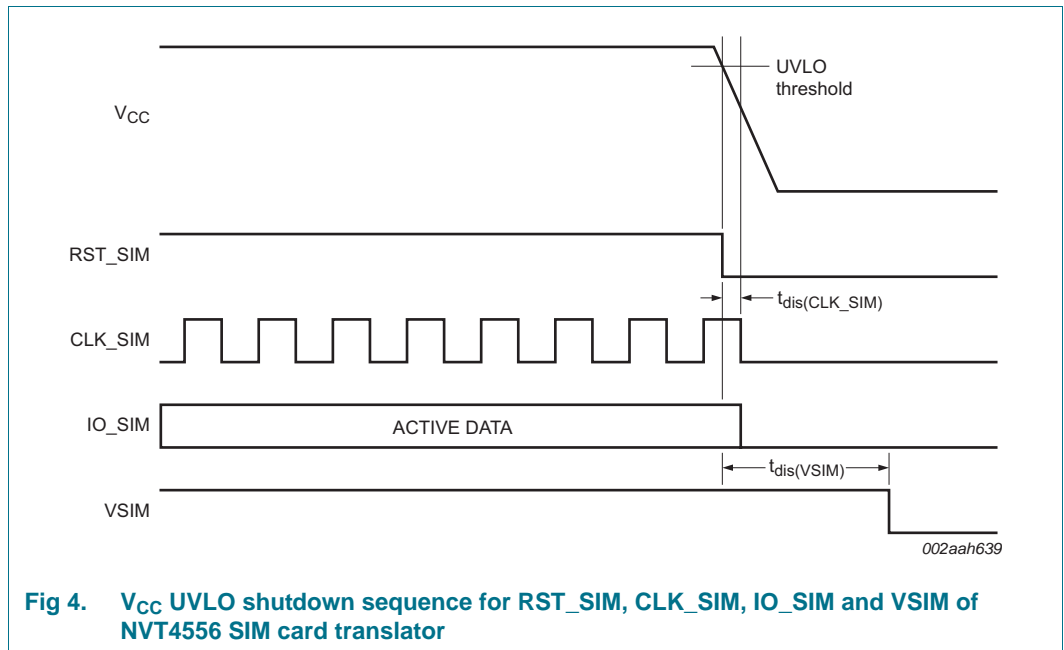 UVLO
threshold
VCC
RST_SIM
tdis(CLK_SIM)
CLK_SIM
IO_SIM
ACTIVE DATA
tdis(VSIM)
VSIM
002aah639
Fig 4. VCC UVLO shutdown sequence for RST_SIM, CLK_SIM, IO_SIM and VSIM of
NVT4556 SIM card translator